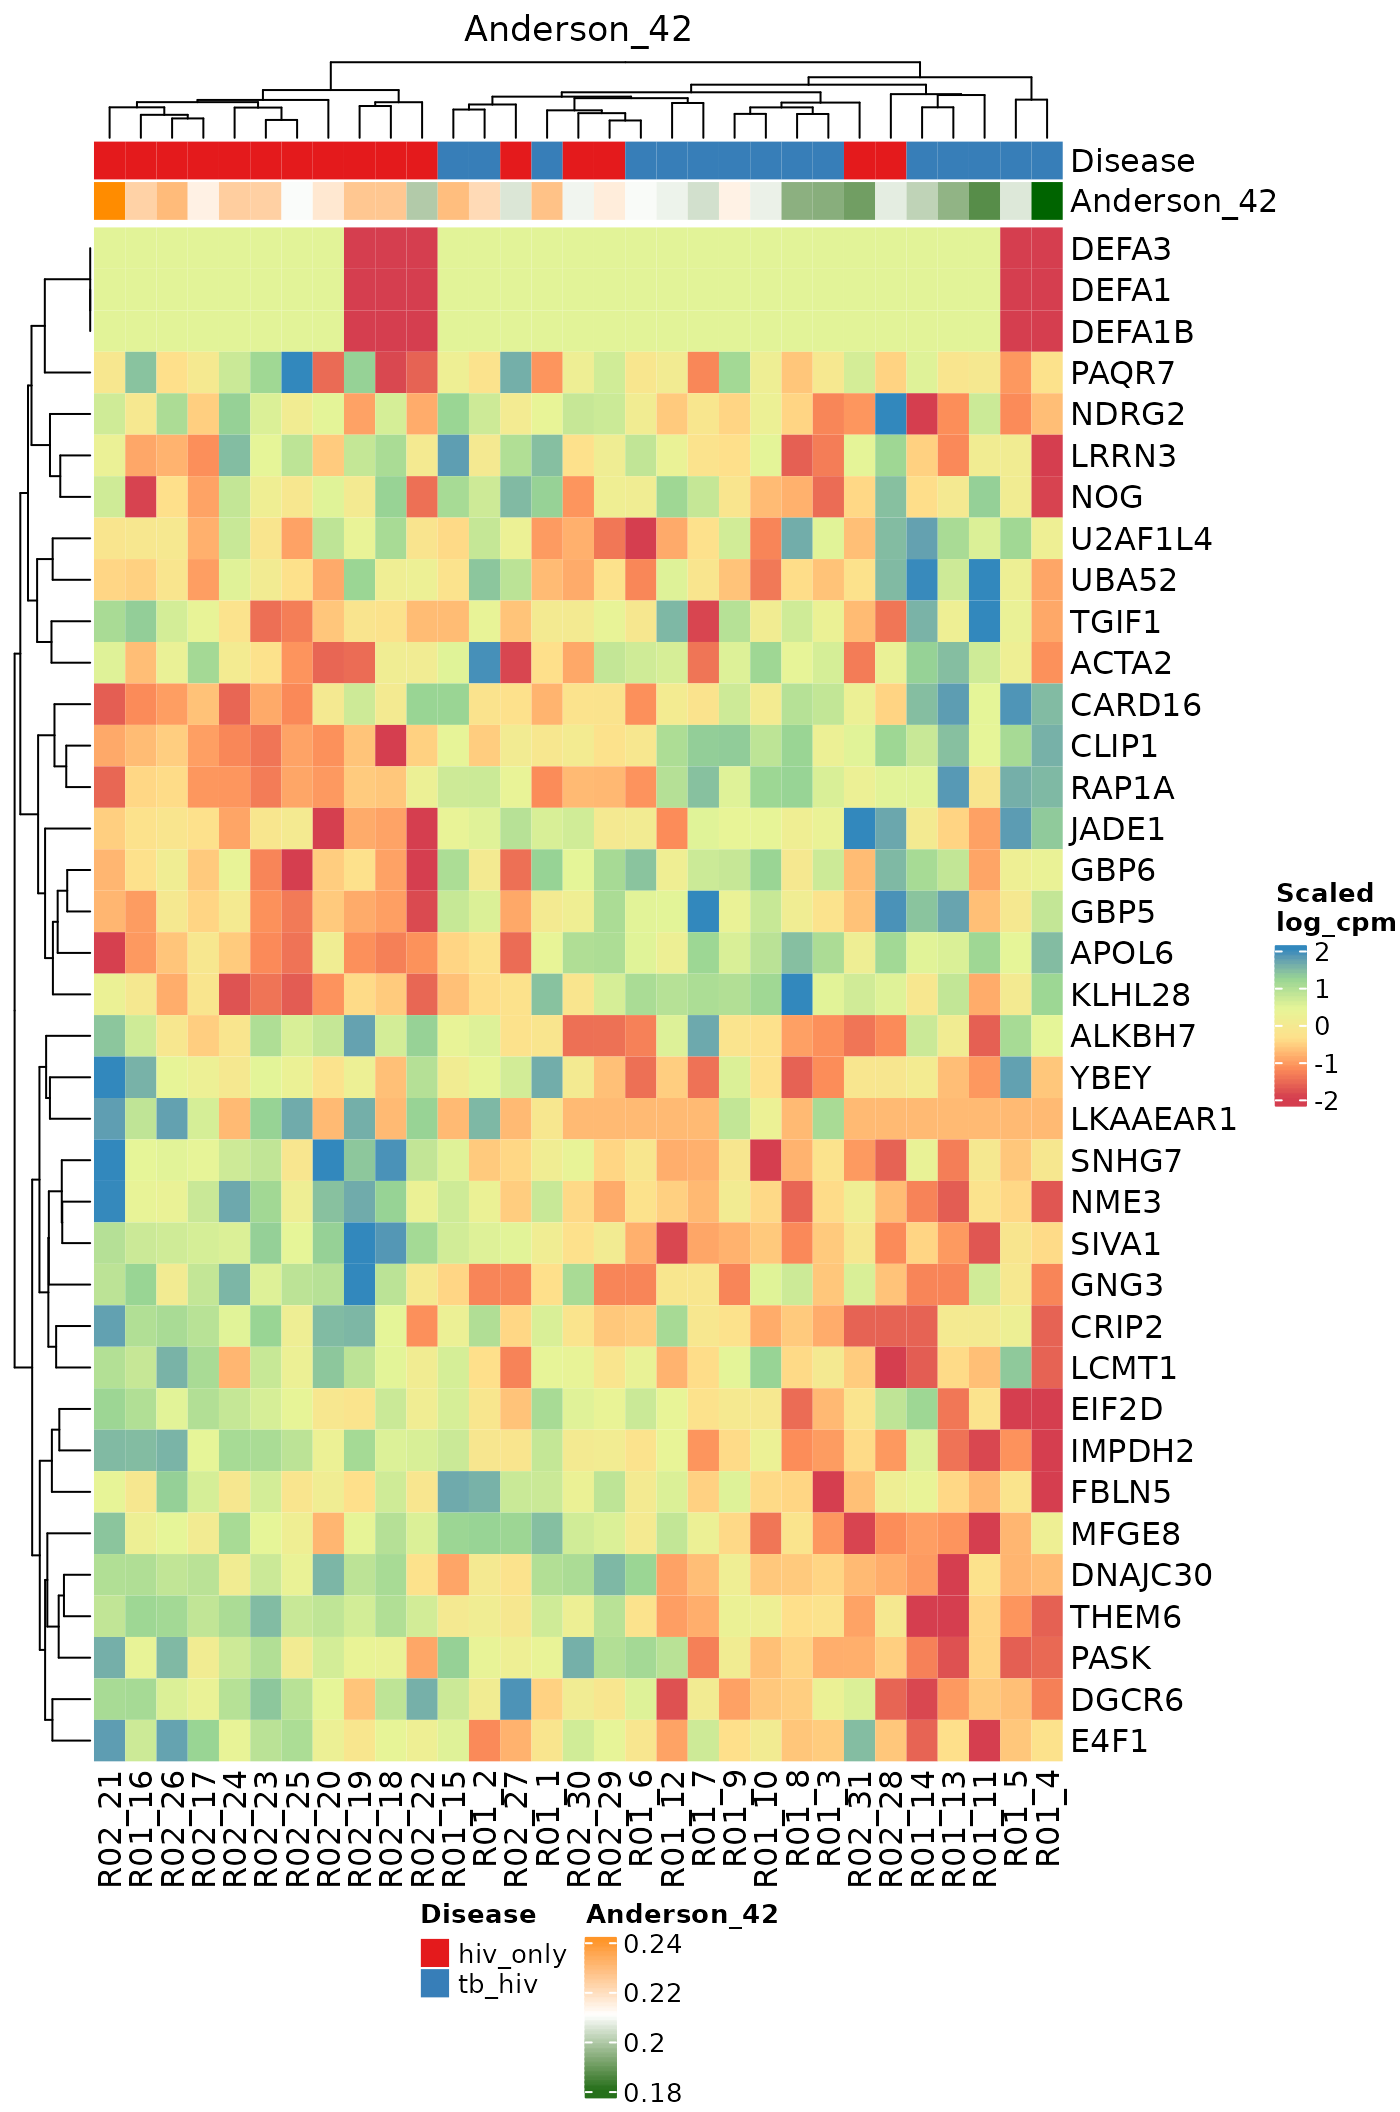 Anderson_42
Disease
Anderson_42
DEFA3
DEFA1
DEFA1B
PAQR7
NDRG2
LRRN3
NOG
U2AF1L4
UBA52
TGIF1
ACTA2
CARD16
CLIP1
RAP1A
JADE1
GBP6
GBP5
APOL6
KLHL28
ALKBH7
YBEY
LKAAEAR1
SNHG7
NME3
SIVA1
GNG3
CRIP2
LCMT1
EIF2D
IMPDH2
FBLN5
MFGE8
DNAJC30
THEM6
PASK
DGCR6
E4F1
Scaled
log_cpm
2
1
0
-1
-2
R02_21
R01_16
R02_26
R02_17
R02_24
R02_23
R02_25
R02_20
R02_19
R02_18
R02_22
R01_15
R01_2
R02_27
R01_1
R02_30
R02_29
R01_6
R01_12
R01_7
R01_9
R01_10
R01_8
R01_3
R02_31
R02_28
R01_14
R01_13
R01_11
R01_5
R01_4
Disease
hiv_only
tb_hiv
Anderson_42
0.24
0.22
0.2
0.18